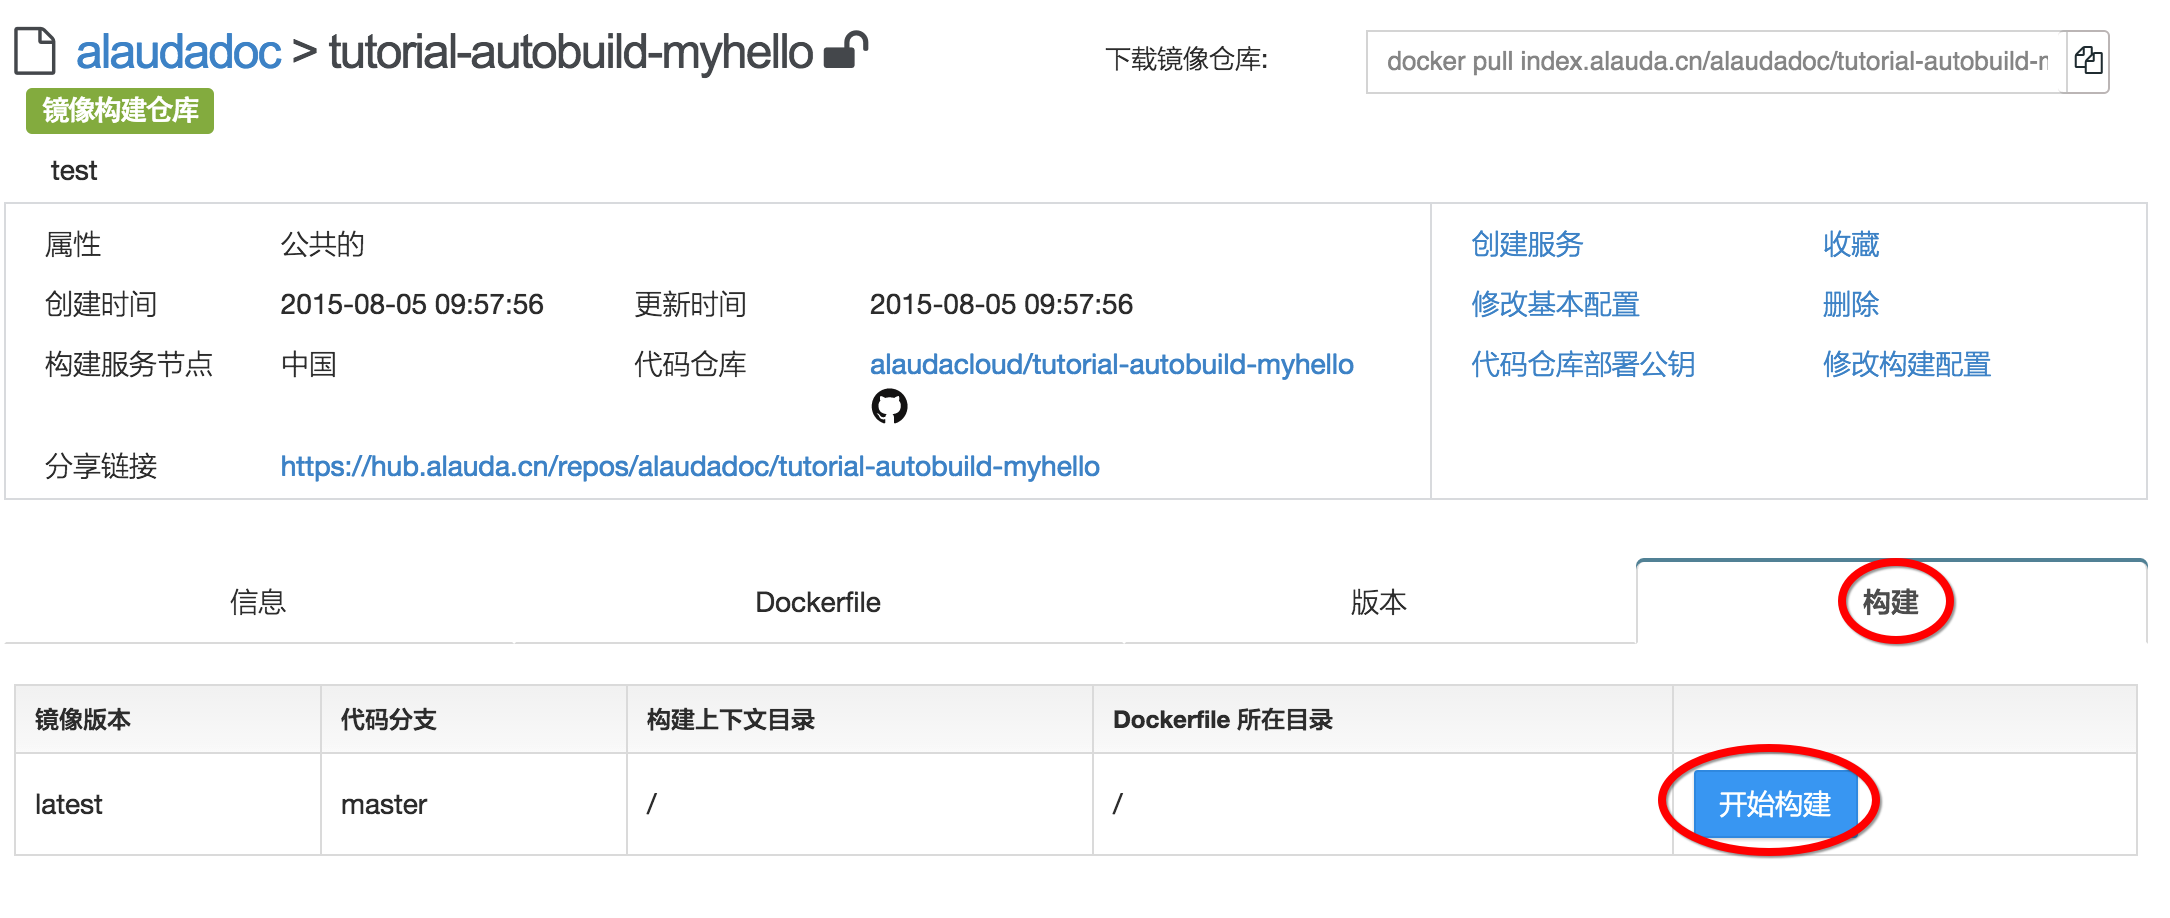 alaudadoc > tutorial-autobuild-myhello
下载镜像仓库:
docker pull index.alauda.cn/alaudadoc/tutorial-autobuild-
镜像构建仓库
test
属性 公共的
创建服务 收藏
创建时间 2015-08-05 09:57:56 更新时间 2015-08-05 09:57:56
修改基本配置 删除
构建服务节点 中国 代码仓库 alaudacloud/tutorial-autobuild-myhello
代码仓库部署公钥 修改构建配置
分享链接 https://hub.alauda.cn/repos/alaudadoc/tutorial-autobuild-myhello
信息 Dockerfile 版本 构建
镜像版本 代码分支 构建上下文目录 Dockerfile 所在目录
latest master / / 开始构建